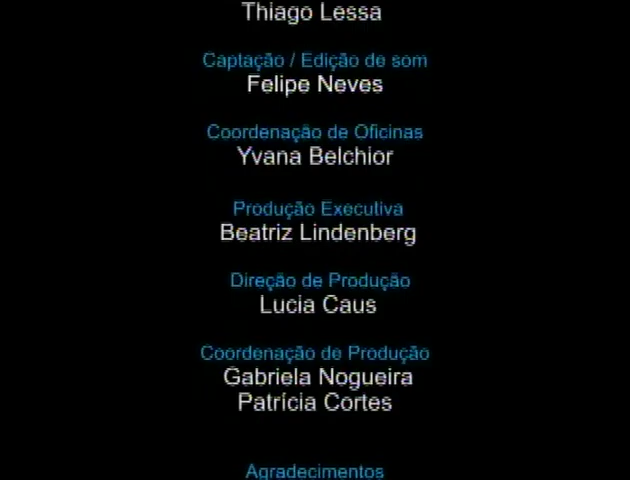 Thiago Lessa
Captação / Edição de som
Felipe Neves
Coordenação de Oficinas
Yvana Belchior
Produção Executiva
Beatriz Lindenberg
Direção de Produção
Lucia Caus
Coordenação de Produção
Gabriela Nogueira
Patrícia Cortes
Agradecimentos